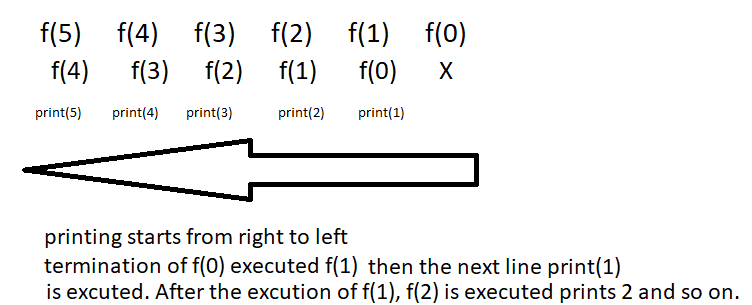 f(5) f(4) f(3) f(2) f(1) f(0)
f(4) f(3) f(2) f(1) f(0) X
print(5) print(4) print(3) print(2) print(1)
printing starts from right to left
termination of f(0) executed f(1) then the next line print(1)
is excuted. After the excution of f(1), f(2) is executed prints 2 and so on.